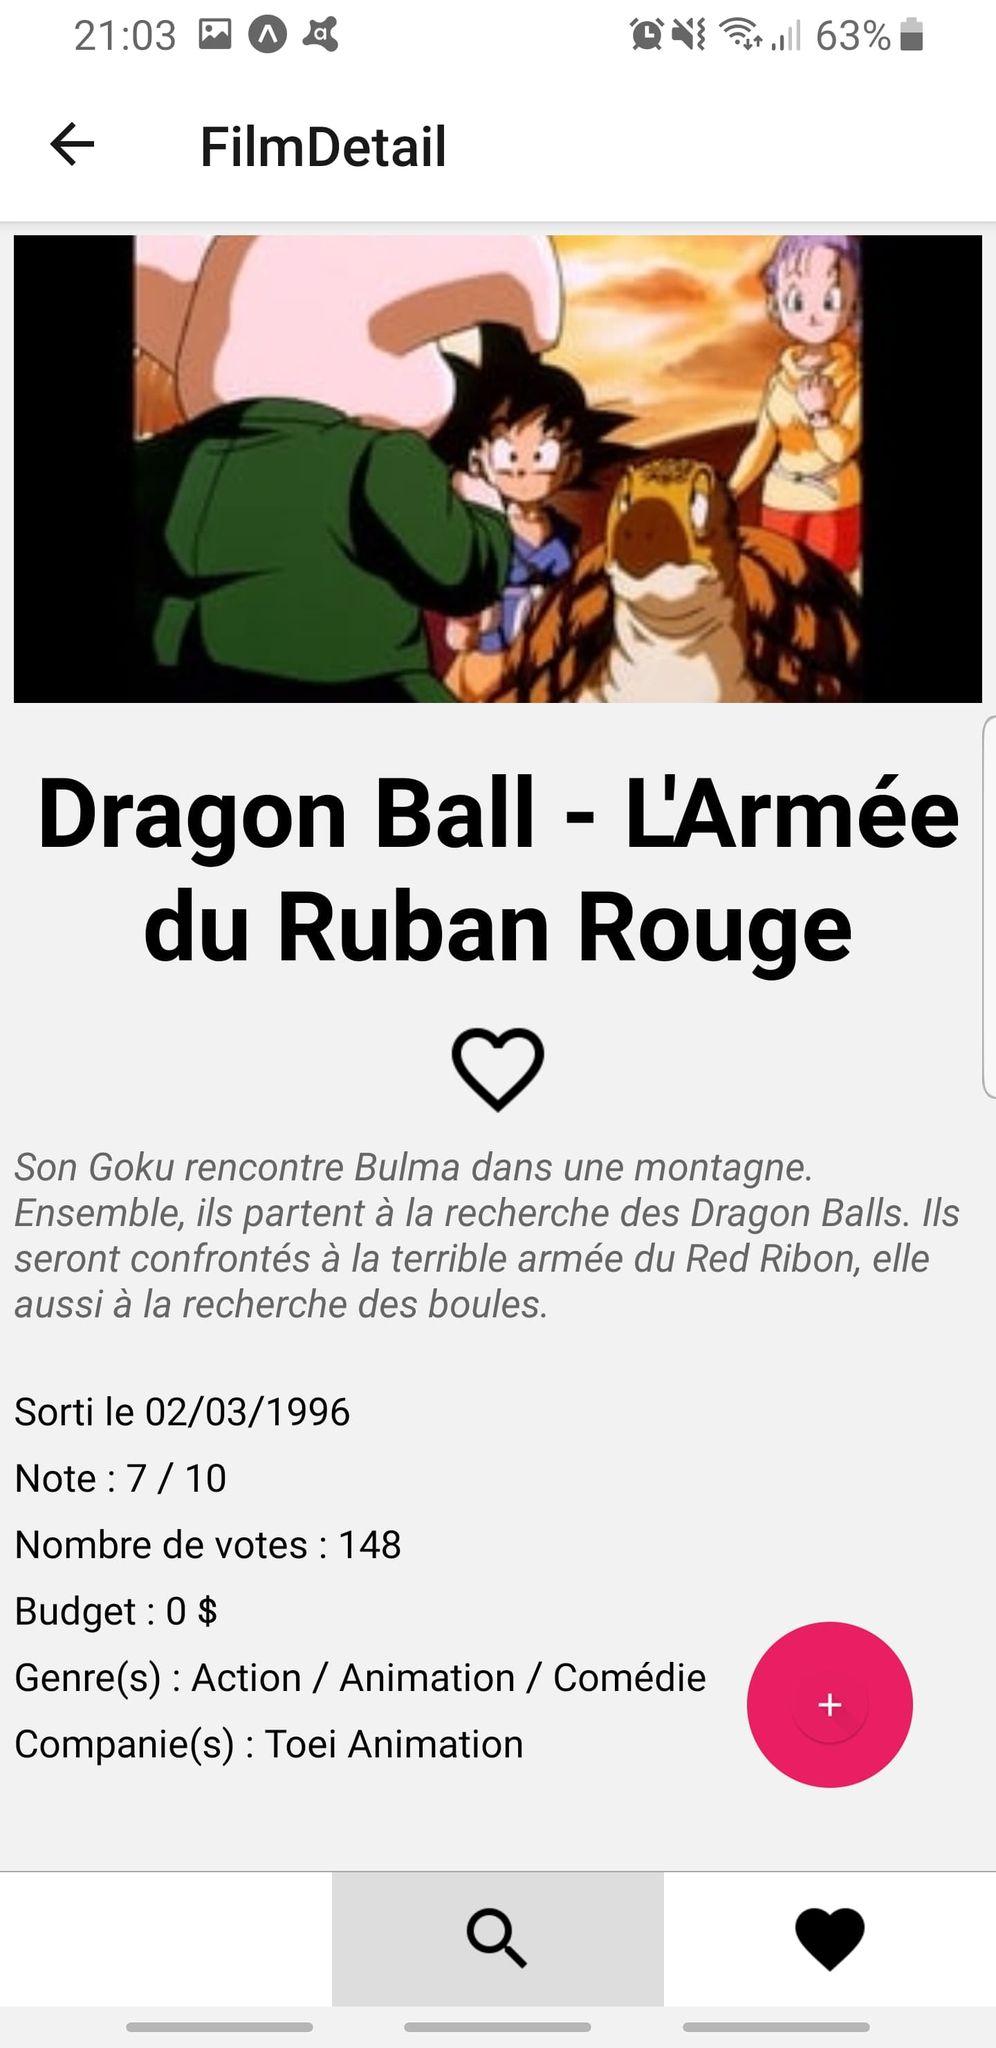 21:03 63%
FilmDetail
Dragon Ball - L'Armée
du Ruban Rouge
Son Goku rencontre Bulma dans une montagne.
Ensemble, ils partent à la recherche des Dragon Balls. Ils
seront confrontés à la terrible armée du Red Ribon, elle
aussi à la recherche des boules.
Sorti le 02/03/1996
Note : 7 / 10
Nombre de votes : 148
Budget : 0 $
Genre(s) : Action / Animation / Comédie
Companie(s) : Toei Animation
+